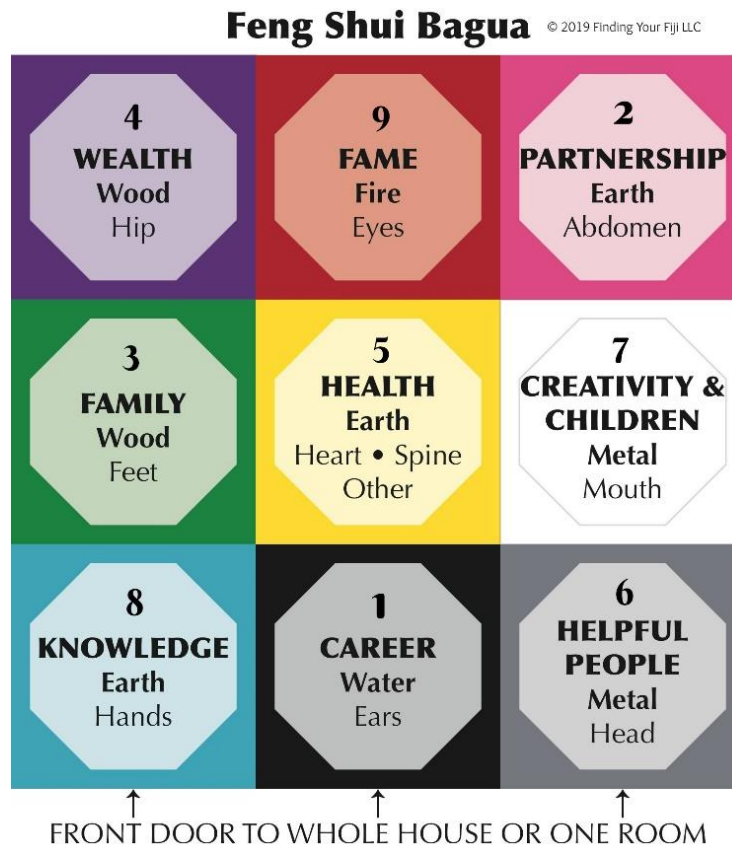 Feng Shui Bagua © 2019 Finding Your Fiji LLC
4
WEALTH
Wood
Hip
9
FAME
Fire
Eyes
2
PARTNERSHIP
Earth
Abdomen
3
FAMILY
Wood
Feet
5
HEALTH
Earth
Heart • Spine
Other
7
CREATIVITY &
CHILDREN
Metal
Mouth
8
KNOWLEDGE
Earth
Hands
1
CAREER
Water
Ears
6
HELPFUL
PEOPLE
Metal
Head
FRONT DOOR TO WHOLE HOUSE OR ONE ROOM